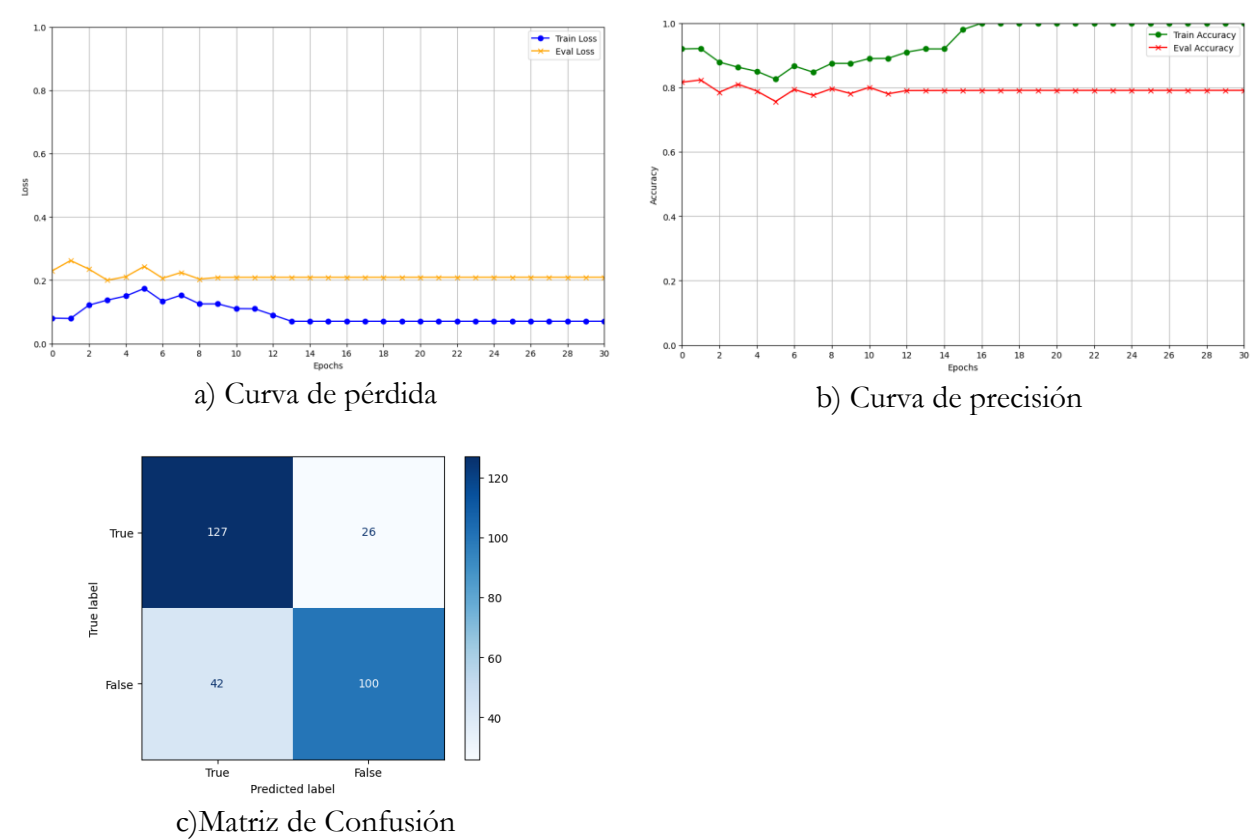 1.0
0.8
0.6
0.4
0.2
0.0
Loss
0 2 4 6 8 10 12 14 16 18 20 22 24 26 28 30
Epochs
Train Loss
Eval Loss
a) Curva de pérdida
1.0
0.8
0.6
0.4
0.2
0.0
Accuracy
0 2 4 6 8 10 12 14 16 18 20 22 24 26 28 30
Epochs
Train Accuracy
Eval Accuracy
b) Curva de precisión
True label
True
127 26
False
42 100
True False
Predicted label
120
100
80
60
40
c)Matriz de Confusión